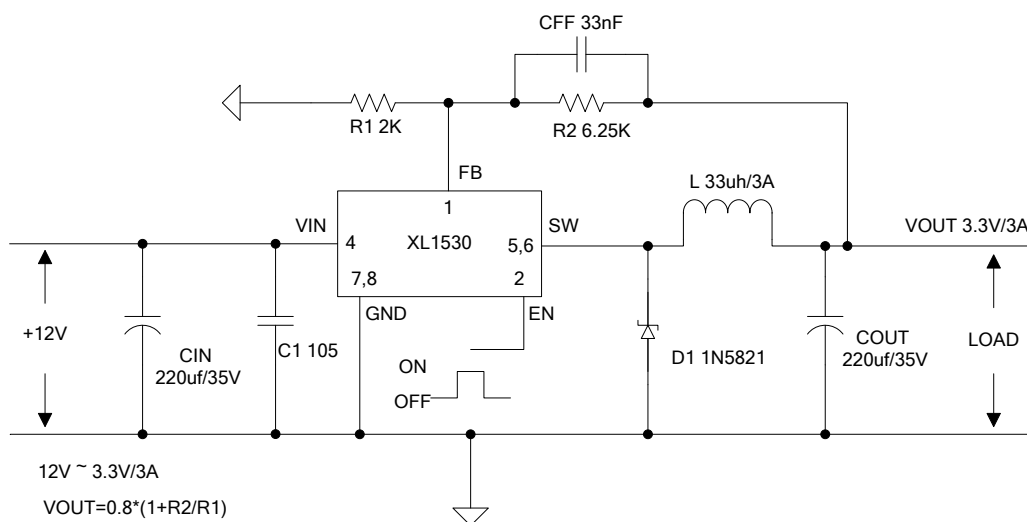 CFF 33nF
R1 2K
R2 6.25K
FB
L 33uh/3A
VIN
1
SW
VOUT 3.3V/3A
4
XL1530
5,6
7,8
2
GND
EN
+12V
CIN
220uf/35V
C1 105
ON
OFF
D1 1N5821
COUT
220uf/35V
LOAD
12V ~ 3.3V/3A
VOUT=0.8*(1+R2/R1)